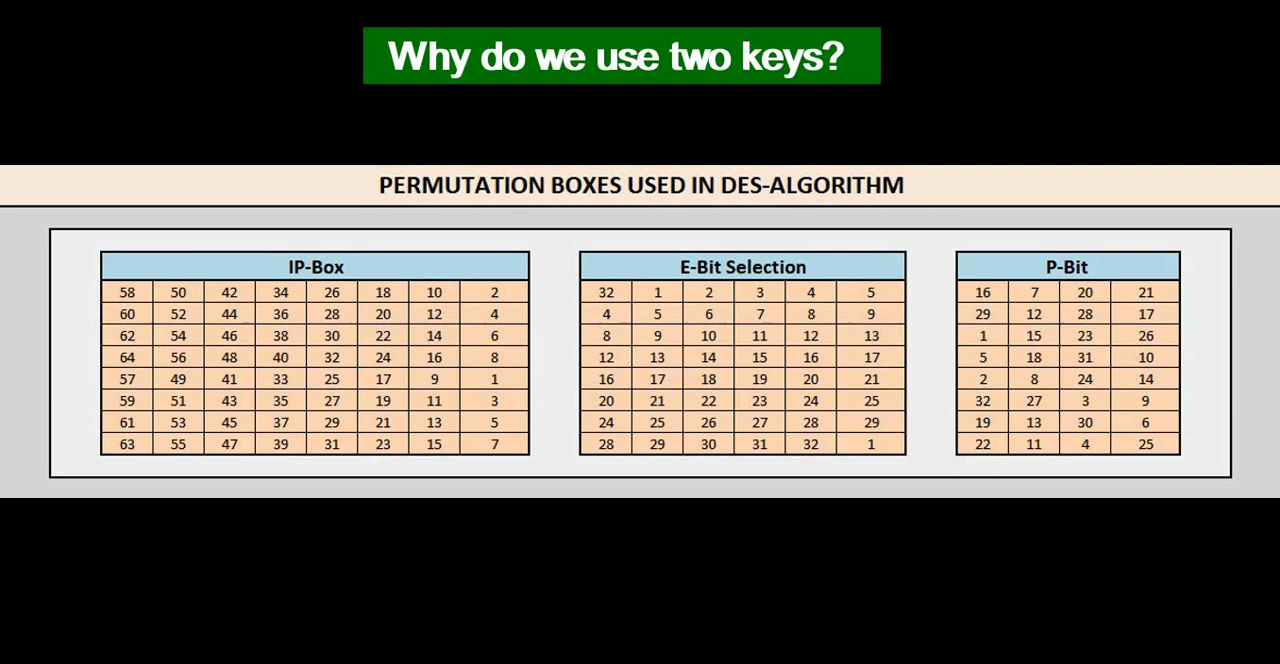 Why do we use two keys?
PERMUTATION BOXES USED IN DES-ALGORITHM
IP-Box
58 50 42 34 26 18 10 2
60 52 44 36 28 20 12 4
62 54 46 38 30 22 14 6
64 56 48 40 32 24 16 8
57 49 41 33 25 17 9 1
59 51 43 35 27 19 11 3
61 53 45 37 29 21 13 5
63 55 47 39 31 23 15 7
E-Bit Selection
32 1 2 3 4 5
4 5 6 7 8 9
8 9 10 11 12 13
12 13 14 15 16 17
16 17 18 19 20 21
20 21 22 23 24 25
24 25 26 27 28 29
28 29 30 31 32 1
P-Bit
16 7 20 21
29 12 28 17
1 15 23 26
5 18 31 10
2 8 24 14
32 27 3 9
19 13 30 6
22 11 4 25